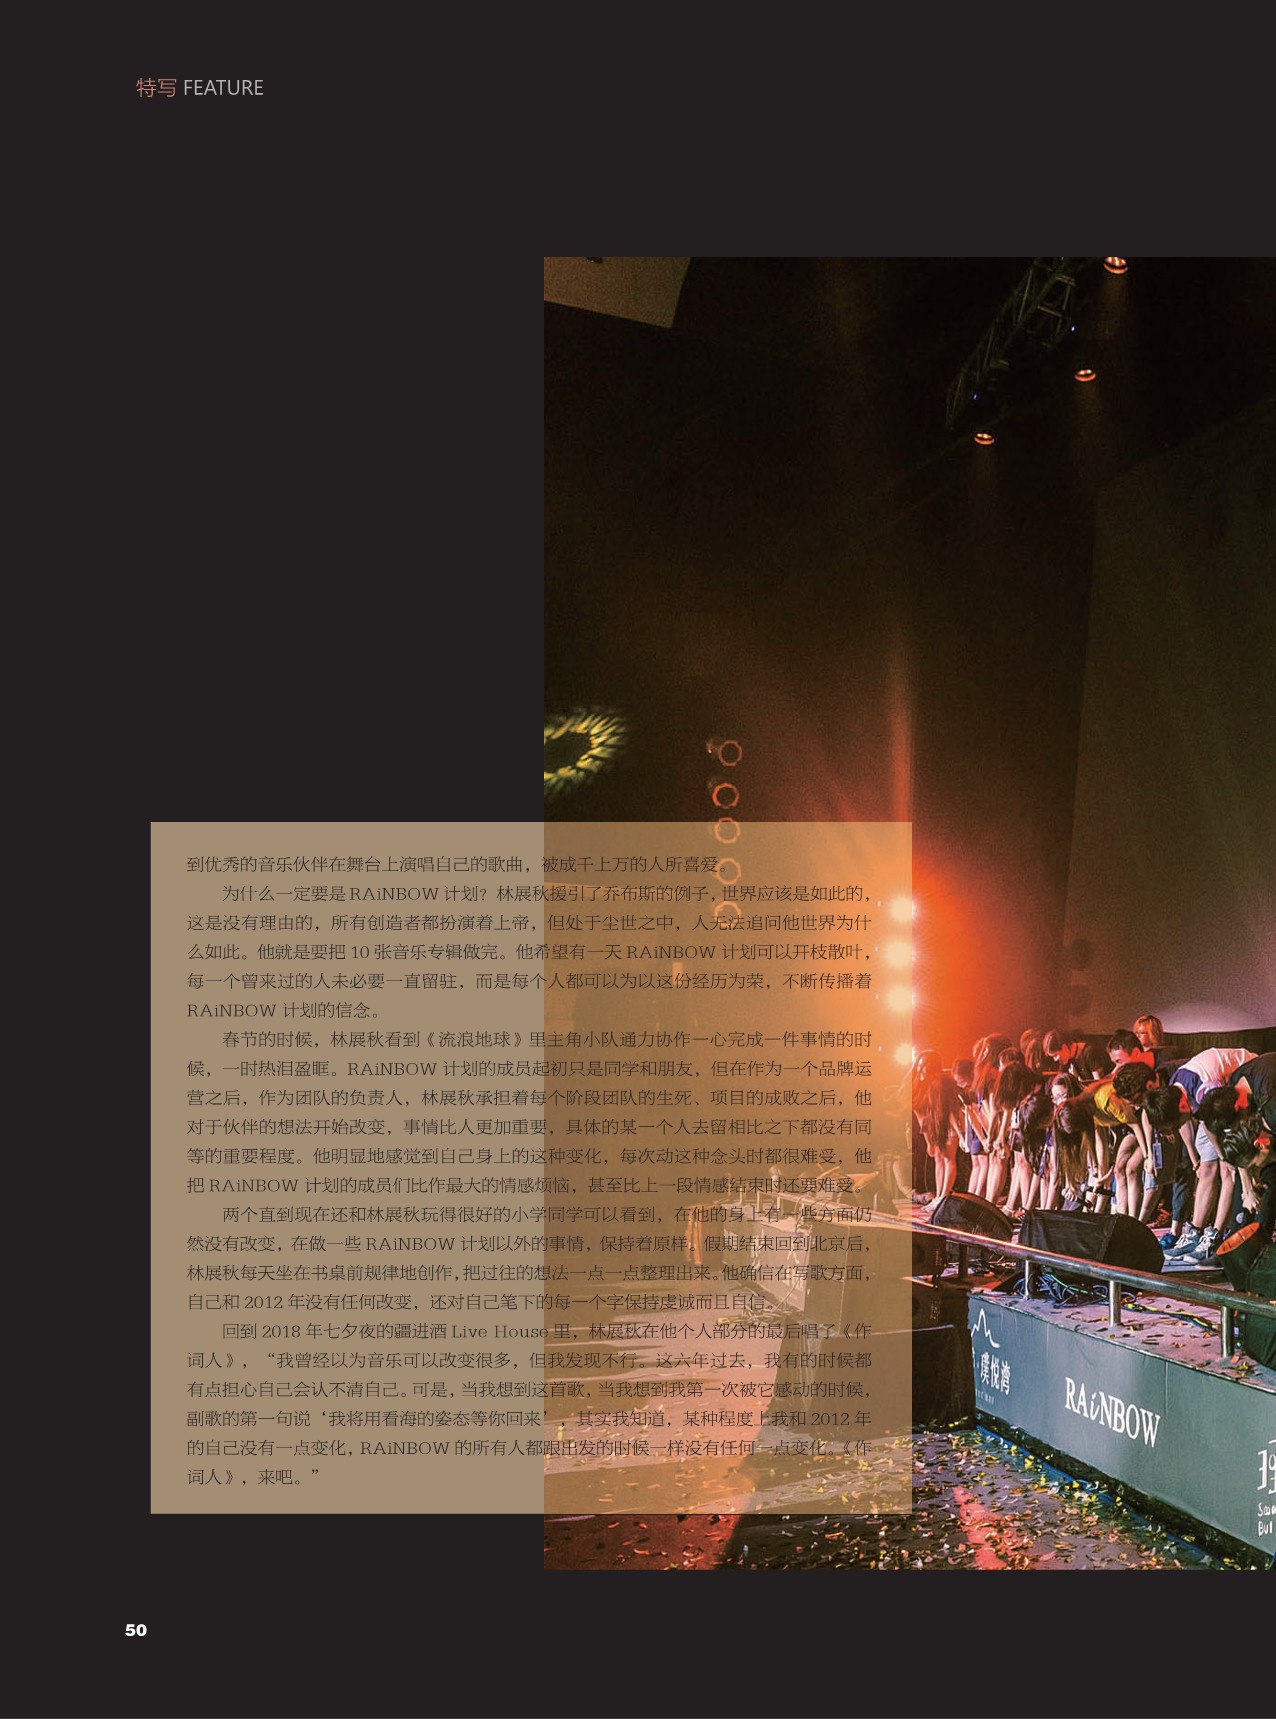 特写 FEATURE
到优秀的音乐伙伴在舞台上演唱自己的歌曲，被成千上万的人所喜爱。
为什么一定要是 RAiNBOW 计划？林展秋援引了乔布斯的例子，世界应该是如此的，
这是没有理由的，所有创造者都扮演着上帝，但处于尘世之中，人无法追问他世界为什
么如此。他就是要把 10 张音乐专辑做完。他希望有一天 RAiNBOW 计划可以开枝散叶，
每一个曾来过的人未必要一直留驻，而是每个人都可以为以这份经历为荣，不断传播着
RAiNBOW 计划的信念。
春节的时候，林展秋看到《流浪地球》里主角小队通力协作一心完成一件事情的时
候，一时热泪盈眶。RAiNBOW 计划的成员起初只是同学和朋友，但在作为一个品牌运
营之后，作为团队的负责人，林展秋承担着每个阶段团队的生死、项目的成败之后，他
对于伙伴的想法开始改变，事情比人更加重要，具体的某一个人去留相比之下都没有同
等的重要程度。他明显地感觉到自己身上的这种变化，每次动这种念头时都很难受，他
把 RAiNBOW 计划的成员们比作最大的情感烦恼，甚至比上一段情感结束时还要难受。
两个直到现在还和林展秋玩得很好的小学同学可以看到，在他的身上有一些方面仍
然没有改变，在做一些 RAiNBOW 计划以外的事情，保持着原样。假期结束回到北京后，
林展秋每天坐在书桌前规律地创作，把过往的想法一点一点整理出来。他确信在写歌方面，
自己和 2012 年没有任何改变，还对自己笔下的每一个字保持虔诚而且自信。
回到 2018 年七夕夜的疆进酒 Live House 里，林展秋在他个人部分的最后唱了《作
词人》，“我曾经以为音乐可以改变很多，但我发现不行。这六年过去，我有的时候都
有点担心自己会认不清自己。可是，当我想到这首歌，当我想到我第一次被它感动的时候，
副歌的第一句说‘我将用看海的姿态等你回来’，其实我知道，某种程度上我和 2012 年
的自己没有一点变化，RAiNBOW 的所有人都跟出发的时候一样没有任何一点变化。《作
词人》，来吧。”
璞悦湾
RAiNBOW
50